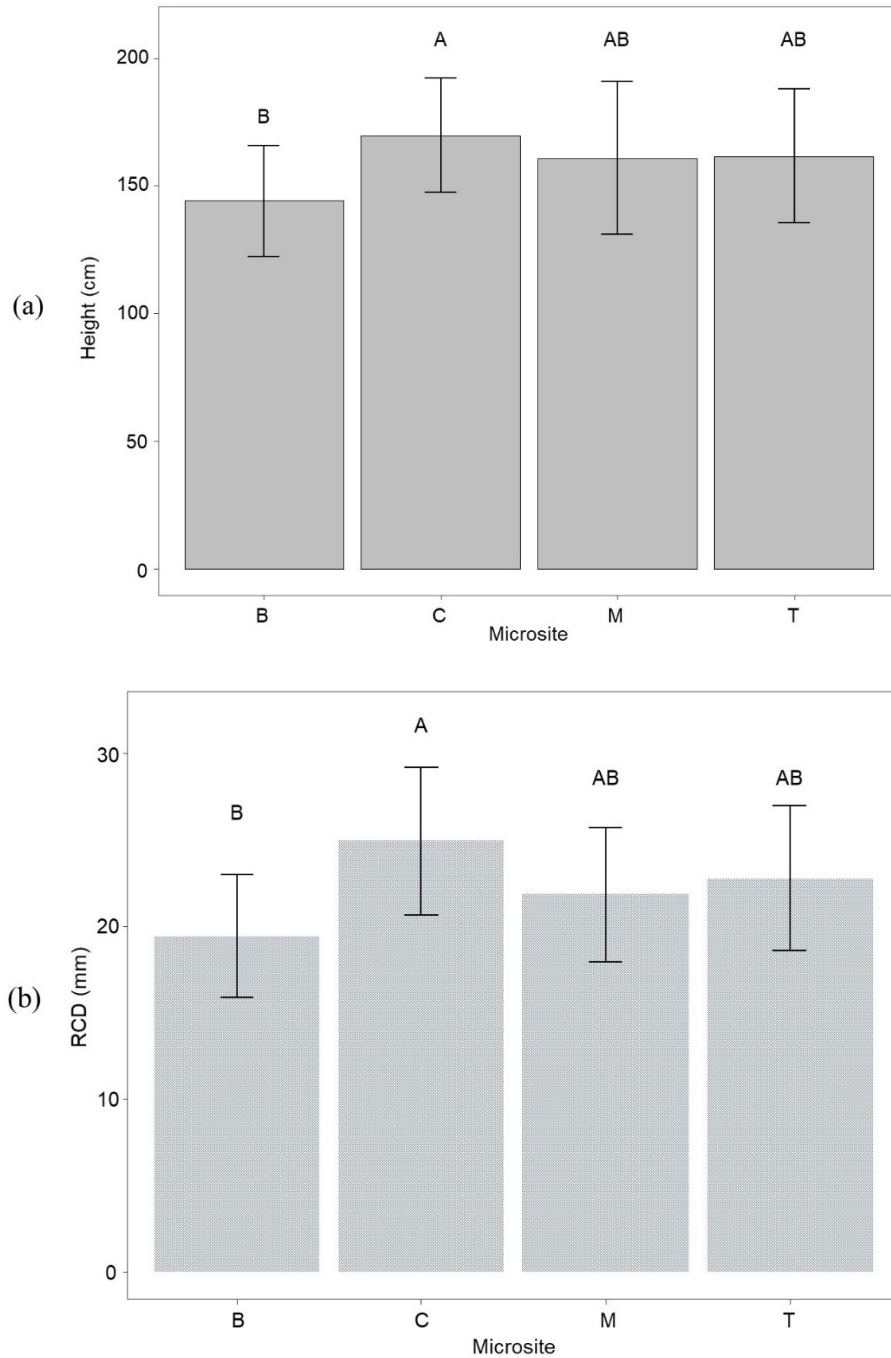 A AB AB
200
B
150
(a)
Height (cm)
100
50
0
B C M T
Microsite
A
30
AB AB
B
20
(b)
RCD (mm)
10
0
B C M T
Microsite